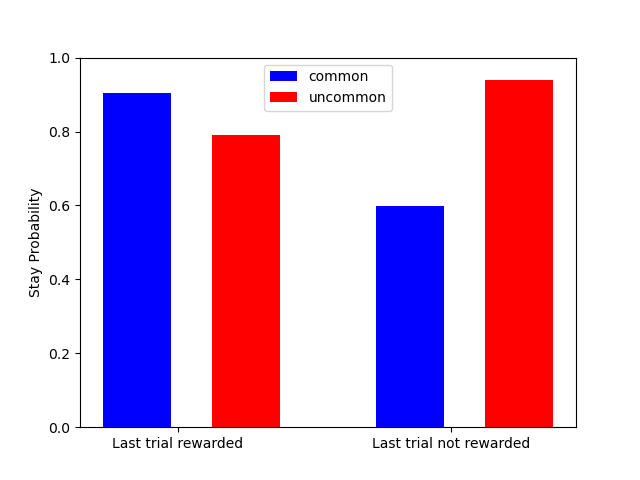 common
uncommon
Stay Probability
1.0
0.8
0.6
0.4
0.2
0.0
Last trial rewarded
Last trial not rewarded